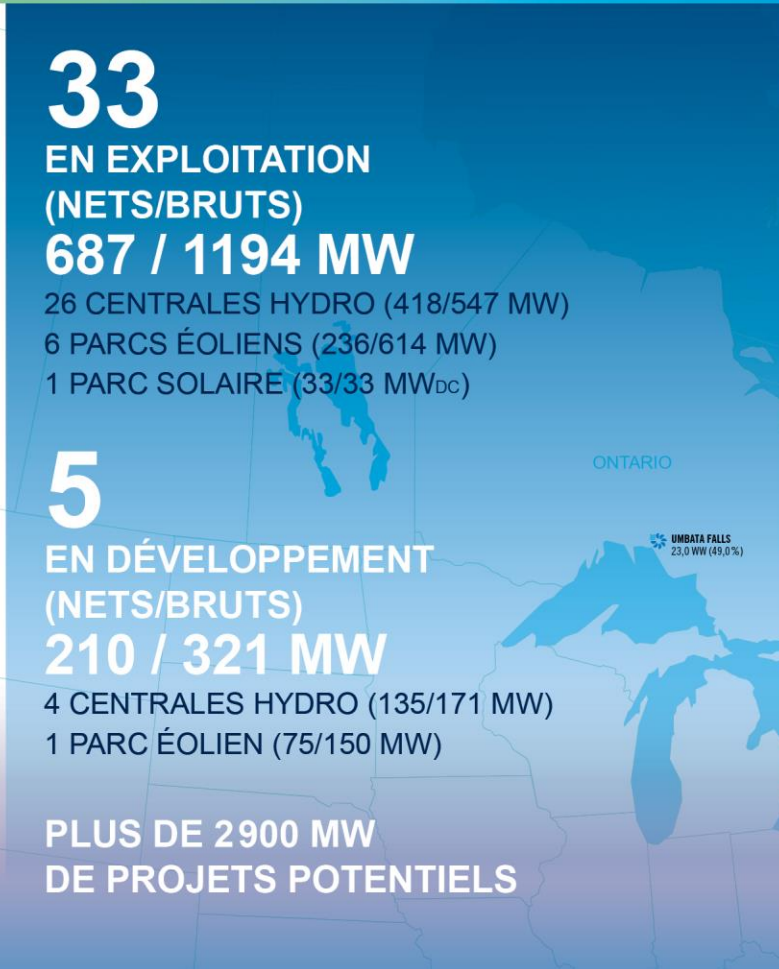 33
EN EXPLOITATION
(NETS/BRUTS)
687 / 1194 MW
26 CENTRALES HYDRO (418/547 MW)
6 PARCS ÉOLIENS (236/614 MW)
1 PARC SOLAIRE (33/33 MWDC)
5
EN DÉVELOPPEMENT
(NETS/BRUTS)
210 / 321 MW
4 CENTRALES HYDRO (135/171 MW)
1 PARC ÉOLIEN (75/150 MW)
PLUS DE 2900 MW
DE PROJETS POTENTIELS
ONTARIO
UMBATA FALLS
23,0 WW (49,0%)